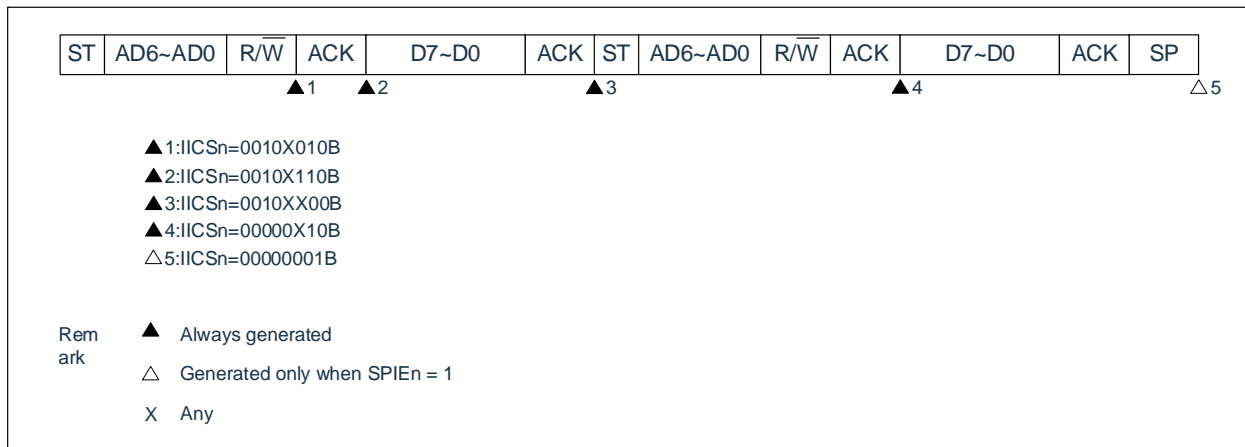 ST AD6~AD0 R/W ACK D7~D0 ACK ST AD6~AD0 R/W ACK D7~D0 ACK SP
▲1 ▲2 ▲3 ▲4 △5
▲1:IICSn=0010X010B
▲2:IICSn=0010X110B
▲3:IICSn=0010XX00B
▲4:IICSn=00000X10B
△5:IICSn=00000001B
Rem
ark
▲ Always generated
△ Generated only when SPIEn = 1
X Any